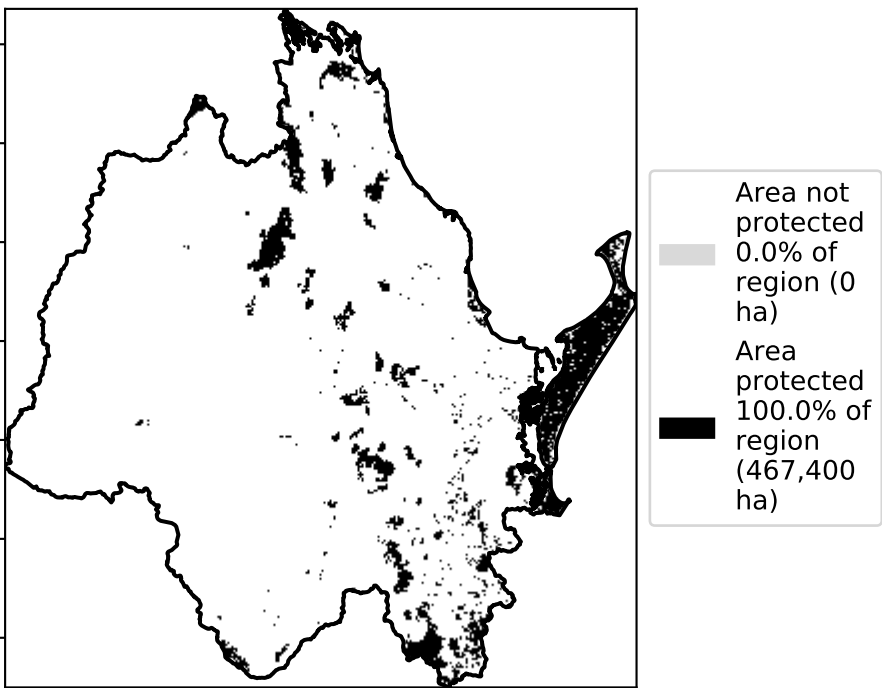 Area not
protected
0.0% of
region (0
ha)
Area
protected
100.0% of
region
(467,400
ha)